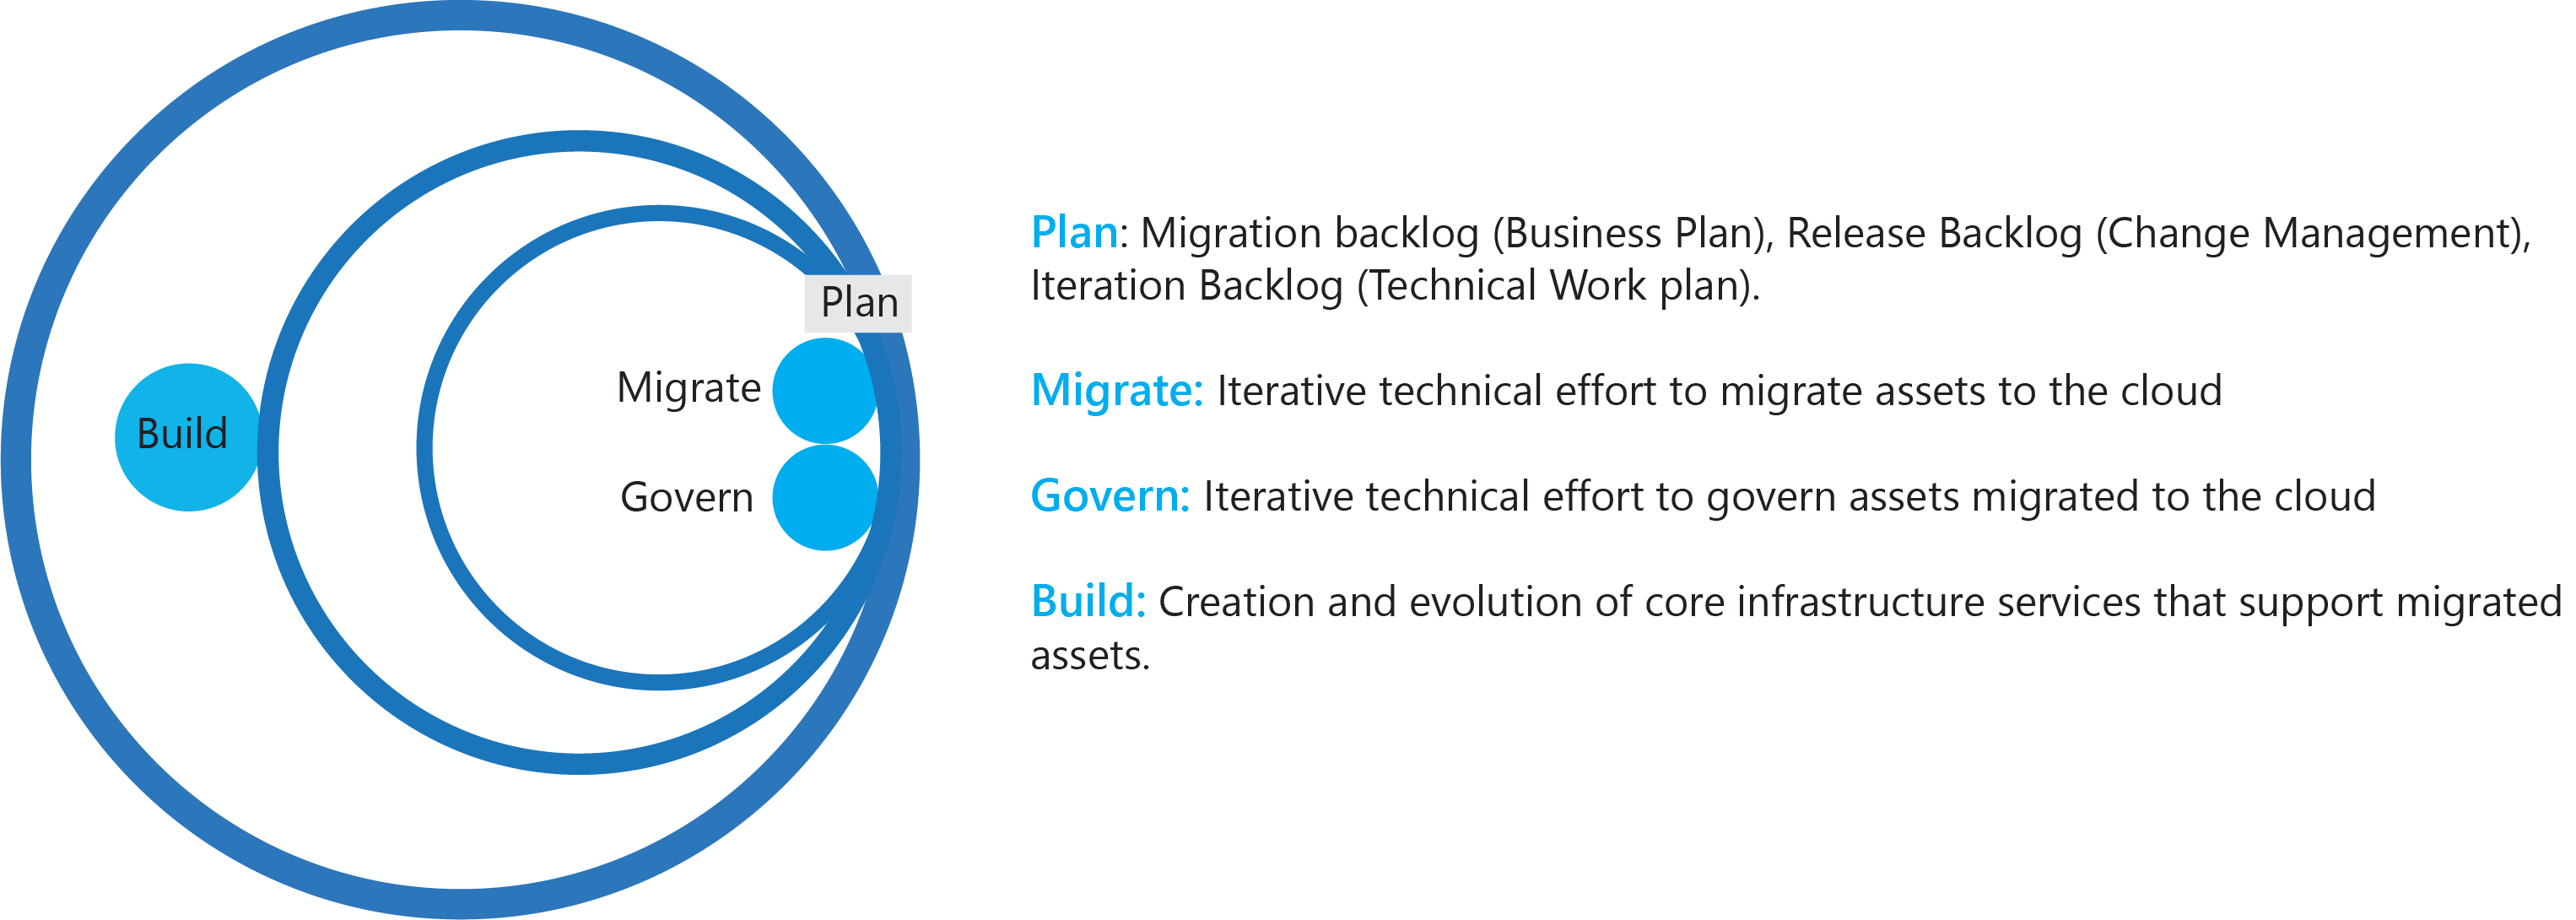 Plan
Migrate
Govern
Build
Plan: Migration backlog (Business Plan), Release Backlog (Change Management),
Iteration Backlog (Technical Work plan).
Migrate: Iterative technical effort to migrate assets to the cloud
Govern: Iterative technical effort to govern assets migrated to the cloud
Build: Creation and evolution of core infrastructure services that support migrated
assets.